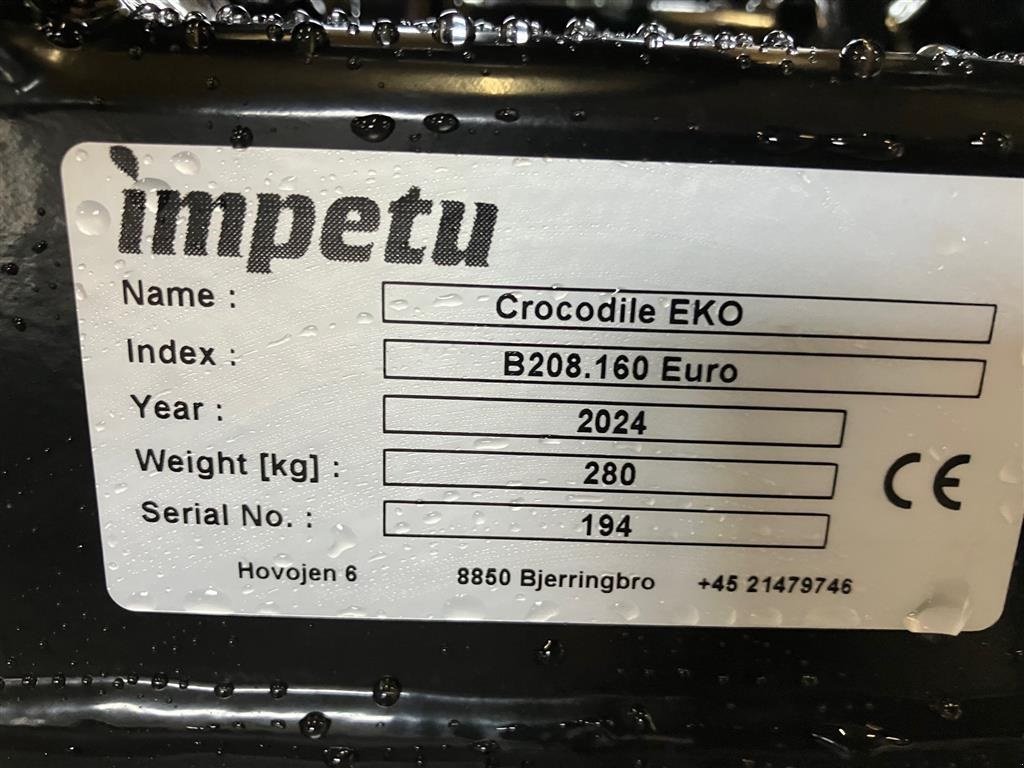 impetu
Name : Crocodile EKO
Index : B208.160 Euro
Year : 2024
Weight [kg] : 280
Serial No. : 194
CE
Hovojen 6 8850 Bjerringbro +45 21479746